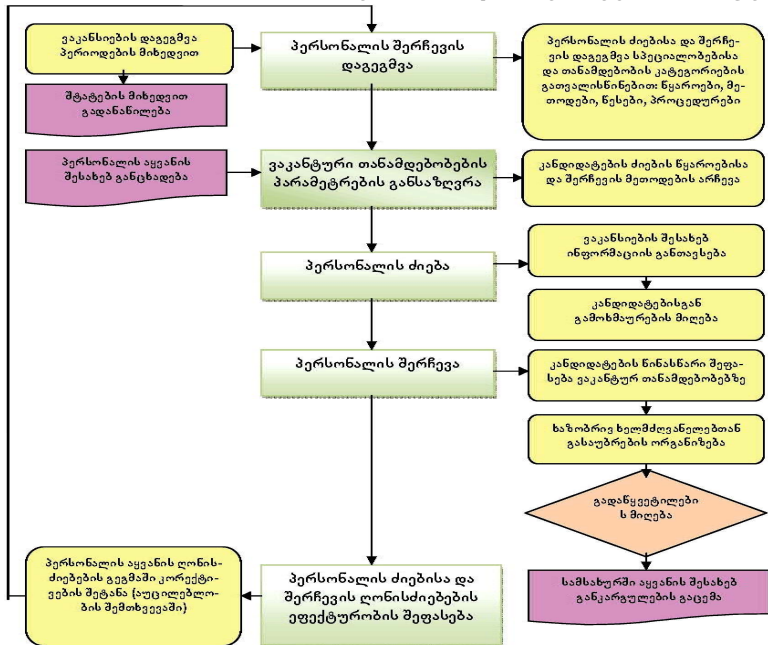 ვაკანსიების დაგეგმვა
პერიოდების მიხედვით
პერსონალის შერჩევის
დაგეგმვა
პერსონალის ძიებისა და შერჩე-
ვის დაგეგმვა სპეციალობებისა
და თანამდებობის კატეგორიების
გათვალისწინებით: წყაროები, მე-
თოდები, წესები, პროცედურები
შტატების მიხედვით
გადანაწილება
პერსონალის აყვანის
შესახებ განცხადება
ვაკანტური თანამდებობების
პარამეტრების განსაზღვრა
კანდიდატების ძიების წყაროებისა
და შერჩევის მეთოდების არჩევა
პერსონალის ძიება
ვაკანსიების შესახებ
ინფორმაციის განთავსება
კანდიდატებისგან
გამოხმაურების მიღება
პერსონალის შერჩევა
კანდიდატების წინასწარი შეფა-
სება ვაკანტურ თანამდებობებზე
ხაზობრივ ხელმძღვანელებთან
გასაუბრების ორგანიზება
გადაწყვეტილები
ს მიღება
პერსონალის აყვანის ღონის-
ძიებების გეგმაში კორექტი-
ვების შეტანა (აუცილებლო-
ბის შემთხვევაში)
პერსონალის ძიებისა და
შერჩევის ღონისძიებების
ეფექტურობის შეფასება
სამსახურში აყვანის შესახებ
განკარგულების გაცემა